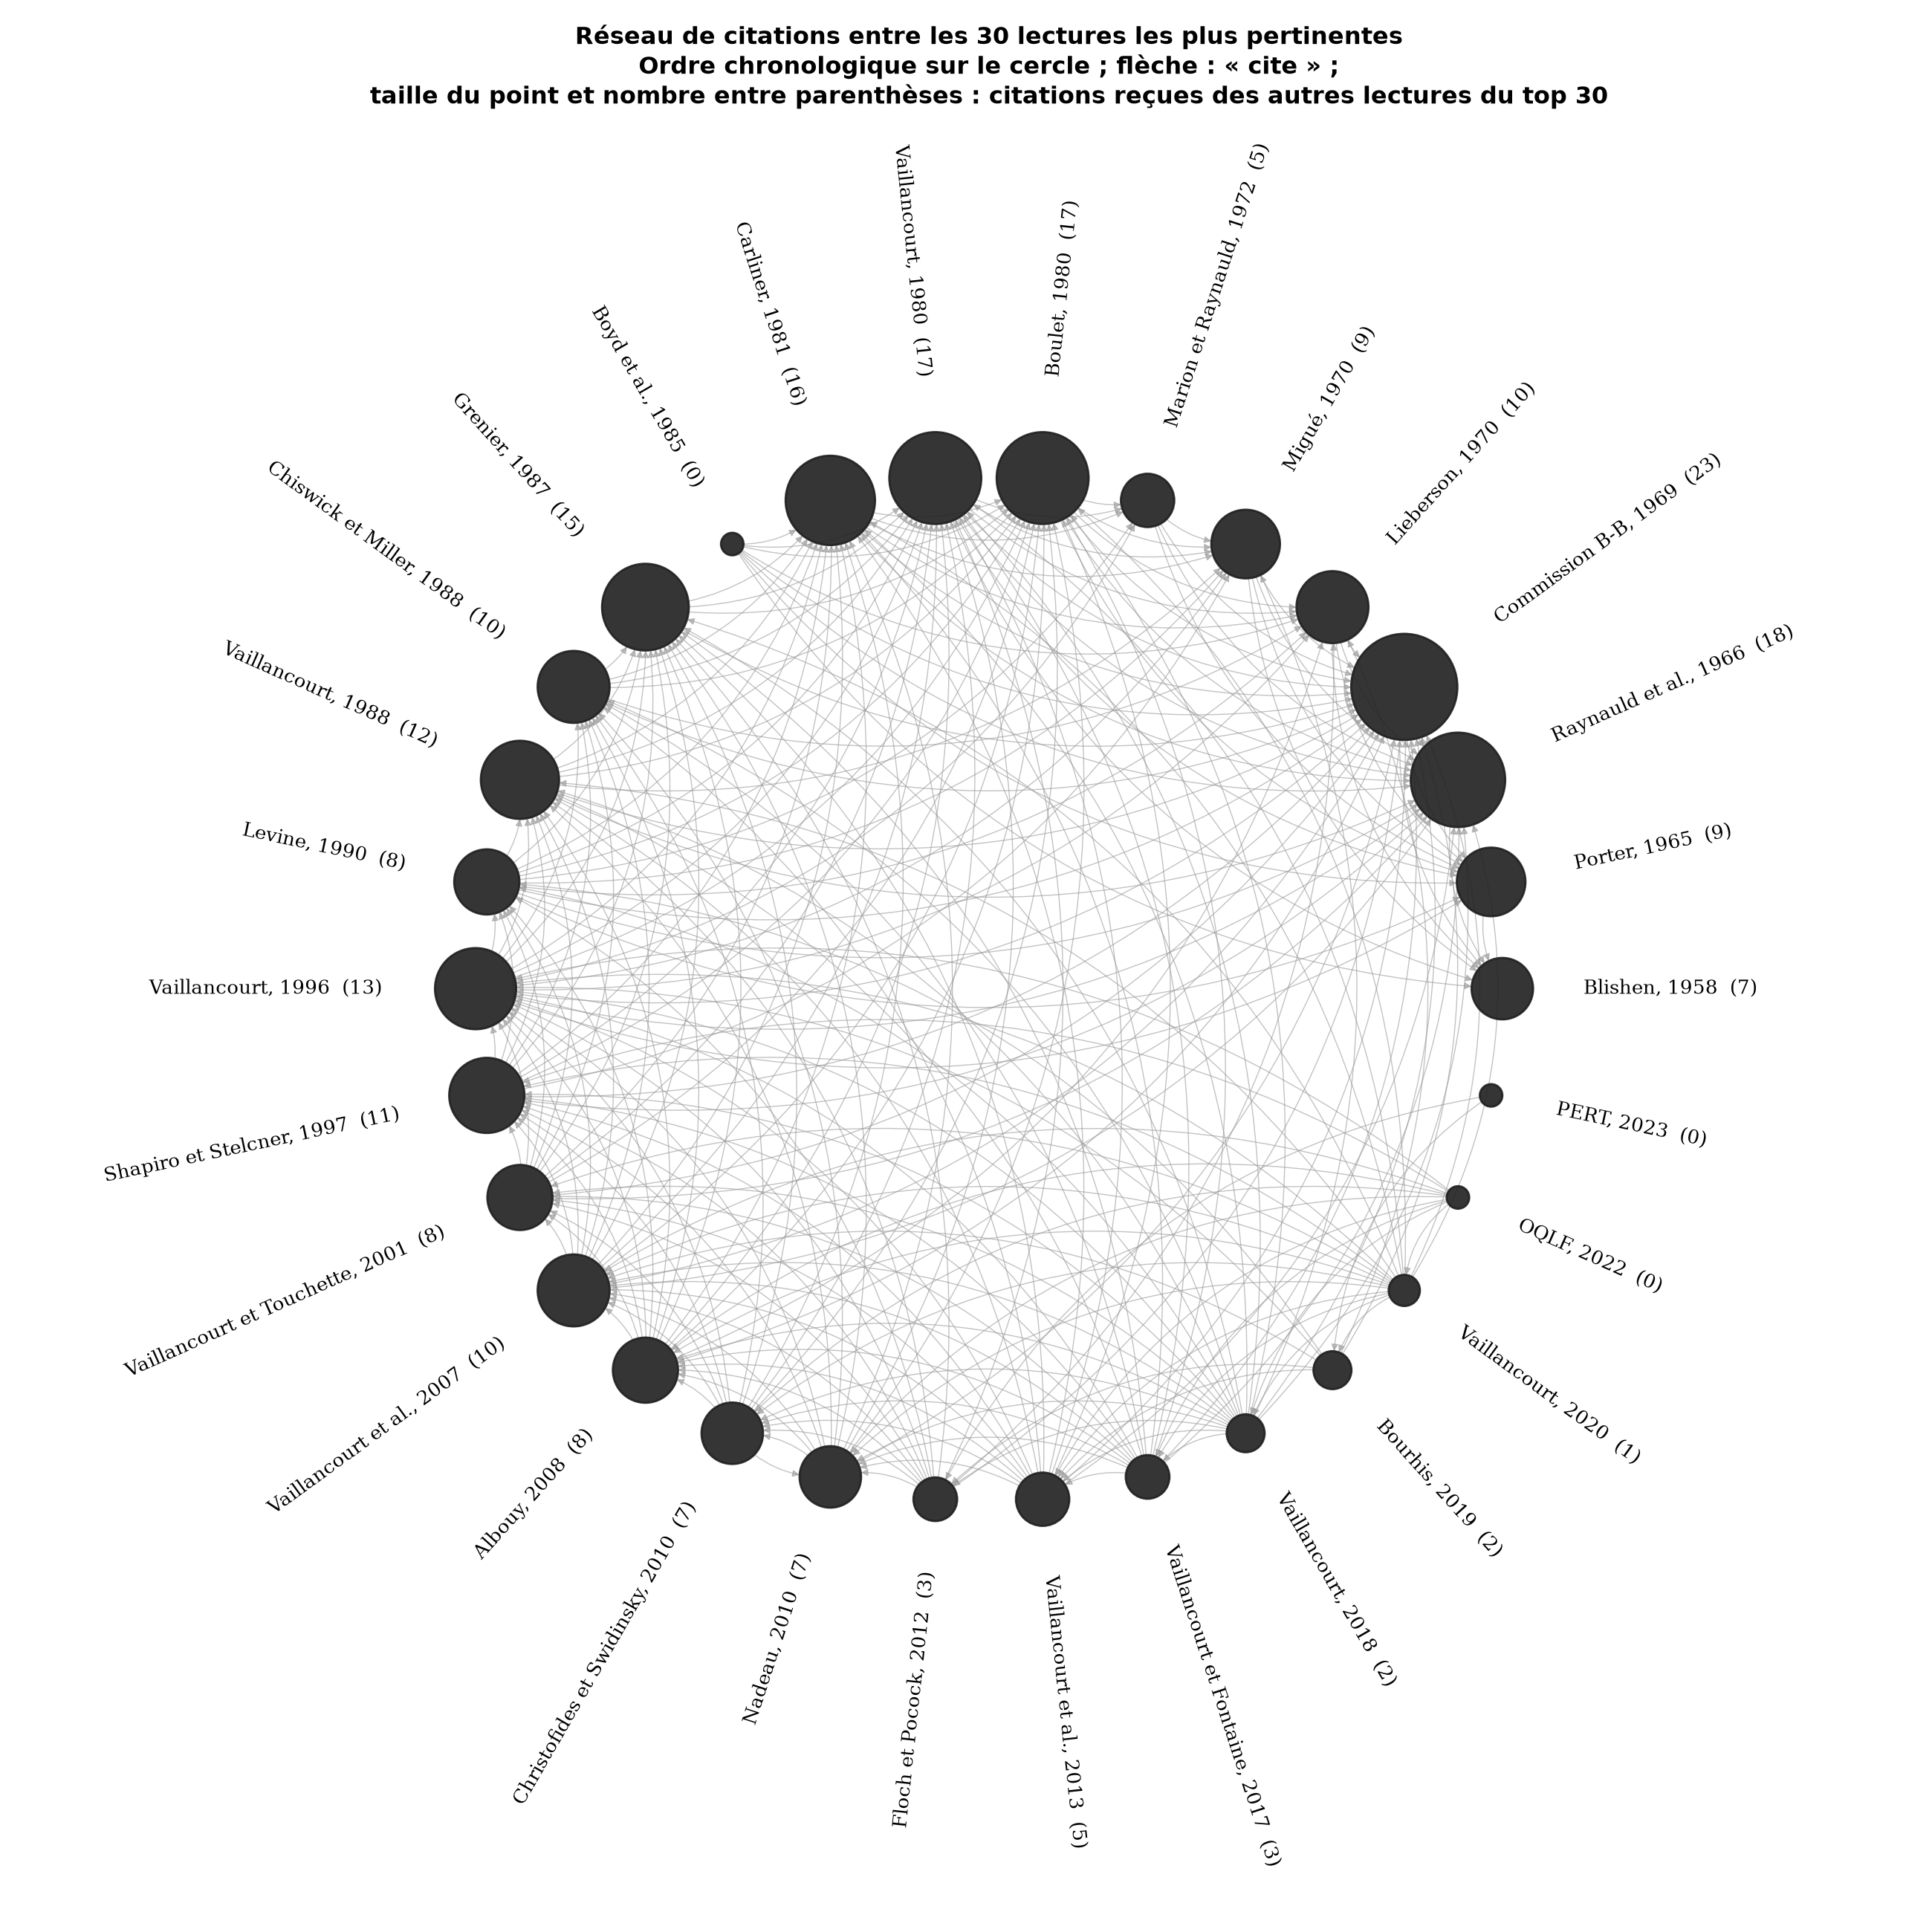 Réseau de citations entre les 30 lectures les plus pertinentes
Ordre chronologique sur le cercle ; flèche : « cite » ;
taille du point et nombre entre parenthèses : citations reçues des autres lectures du top 30
Blishen, 1958 (7)
Porter, 1965 (9)
Raynauld et al., 1966 (18)
Commission B-B, 1969 (23)
Lieberson, 1970 (10)
Migué, 1970 (9)
Marion et Raynauld, 1972 (5)
Boulet, 1980 (17)
Vaillancourt, 1980 (17)
Carliner, 1981 (16)
Boyd et al., 1985 (0)
Grenier, 1987 (15)
Chiswick et Miller, 1988 (10)
Vaillancourt, 1988 (12)
Levine, 1990 (8)
Vaillancourt, 1996 (13)
Shapiro et Stelcner, 1997 (11)
Vaillancourt et Touchette, 2001 (8)
Vaillancourt et al., 2007 (10)
Albouy, 2008 (8)
Christofides et Swidinsky, 2010 (7)
Nadeau, 2010 (7)
Floch et Pocock, 2012 (3)
Vaillancourt et al., 2013 (5)
Vaillancourt et Fontaine, 2017 (3)
Vaillancourt, 2018 (2)
Bourhis, 2019 (2)
Vaillancourt, 2020 (1)
OQLF, 2022 (0)
PERT, 2023 (0)